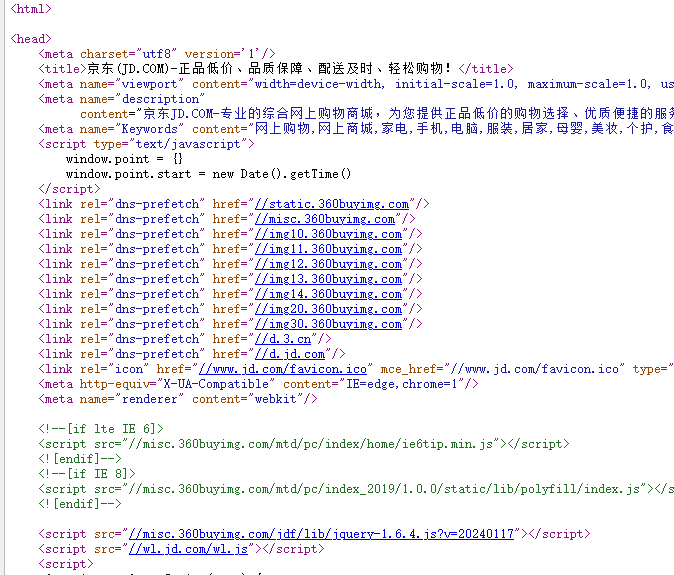 <html>
<head>
<meta charset="utf8" version='1'/>
<title>京东(JD.COM)-正品低价、品质保障、配送及时、轻松购物！</title>
<meta name="viewport" content="width=device-width, initial-scale=1.0, maximum-scale=1.0, us
<meta name="description"
content="京东JD.COM-专业的综合网上购物商城，为您提供正品低价的购物选择、优质便捷的服务
<meta name="Keywords" content="网上购物,网上商城,家电,手机,电脑,服装,居家,母婴,美妆,个护,食
<script type="text/javascript">
window.point = {}
window.point.start = new Date().getTime()
</script>
<link rel="dns-prefetch" href="//static.360buyimg.com"/>
<link rel="dns-prefetch" href="//misc.360buyimg.com"/>
<link rel="dns-prefetch" href="//img10.360buyimg.com"/>
<link rel="dns-prefetch" href="//img11.360buyimg.com"/>
<link rel="dns-prefetch" href="//img12.360buyimg.com"/>
<link rel="dns-prefetch" href="//img13.360buyimg.com"/>
<link rel="dns-prefetch" href="//img14.360buyimg.com"/>
<link rel="dns-prefetch" href="//img20.360buyimg.com"/>
<link rel="dns-prefetch" href="//img30.360buyimg.com"/>
<link rel="dns-prefetch" href="//d.3.cn"/>
<link rel="dns-prefetch" href="//d.jd.com"/>
<link rel="icon" href="//www.jd.com/favicon.ico" mce_href="//www.jd.com/favicon.ico" type="
<meta http-equiv="X-UA-Compatible" content="IE=edge,chrome=1"/>
<meta name="renderer" content="webkit"/>
<!--[if lte IE 6]>
<script src="//misc.360buyimg.com/mtd/pc/index/home/ie6tip.min.js"></script>
<![endif]-->
<!--[if IE 8]>
<script src="//misc.360buyimg.com/mtd/pc/index_2019/1.0.0/static/lib/polyfill/index.js"></s
<![endif]-->
<script src="//misc.360buyimg.com/jdf/lib/jquery-1.6.4.js?v=20240117"></script>
<script src="//wl.jd.com/wl.js"></script>
<script>